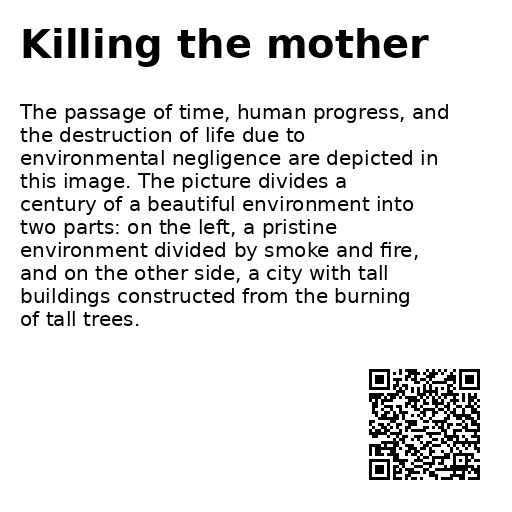 Killing the mother
The passage of time, human progress, and
the destruction of life due to
environmental negligence are depicted in
this image. The picture divides a
century of a beautiful environment into
two parts: on the left, a pristine
environment divided by smoke and fire,
and on the other side, a city with tall
buildings constructed from the burning
of tall trees.